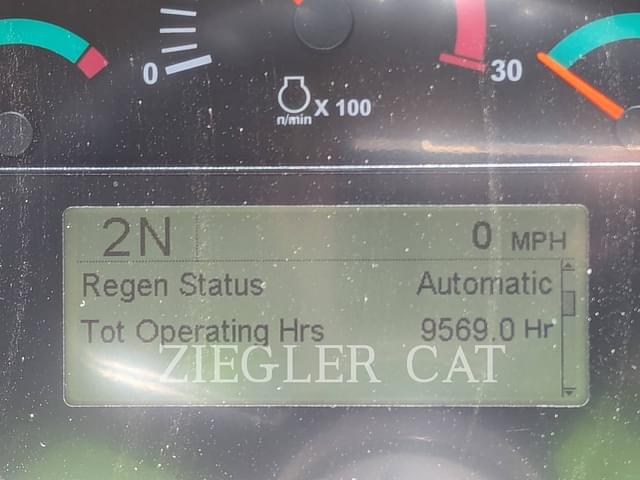 0
30
n/min X 100
2N 0 MPH
Regen Status Automatic
Tot Operating Hrs 9569.0 Hr
ZIEGLER CAT